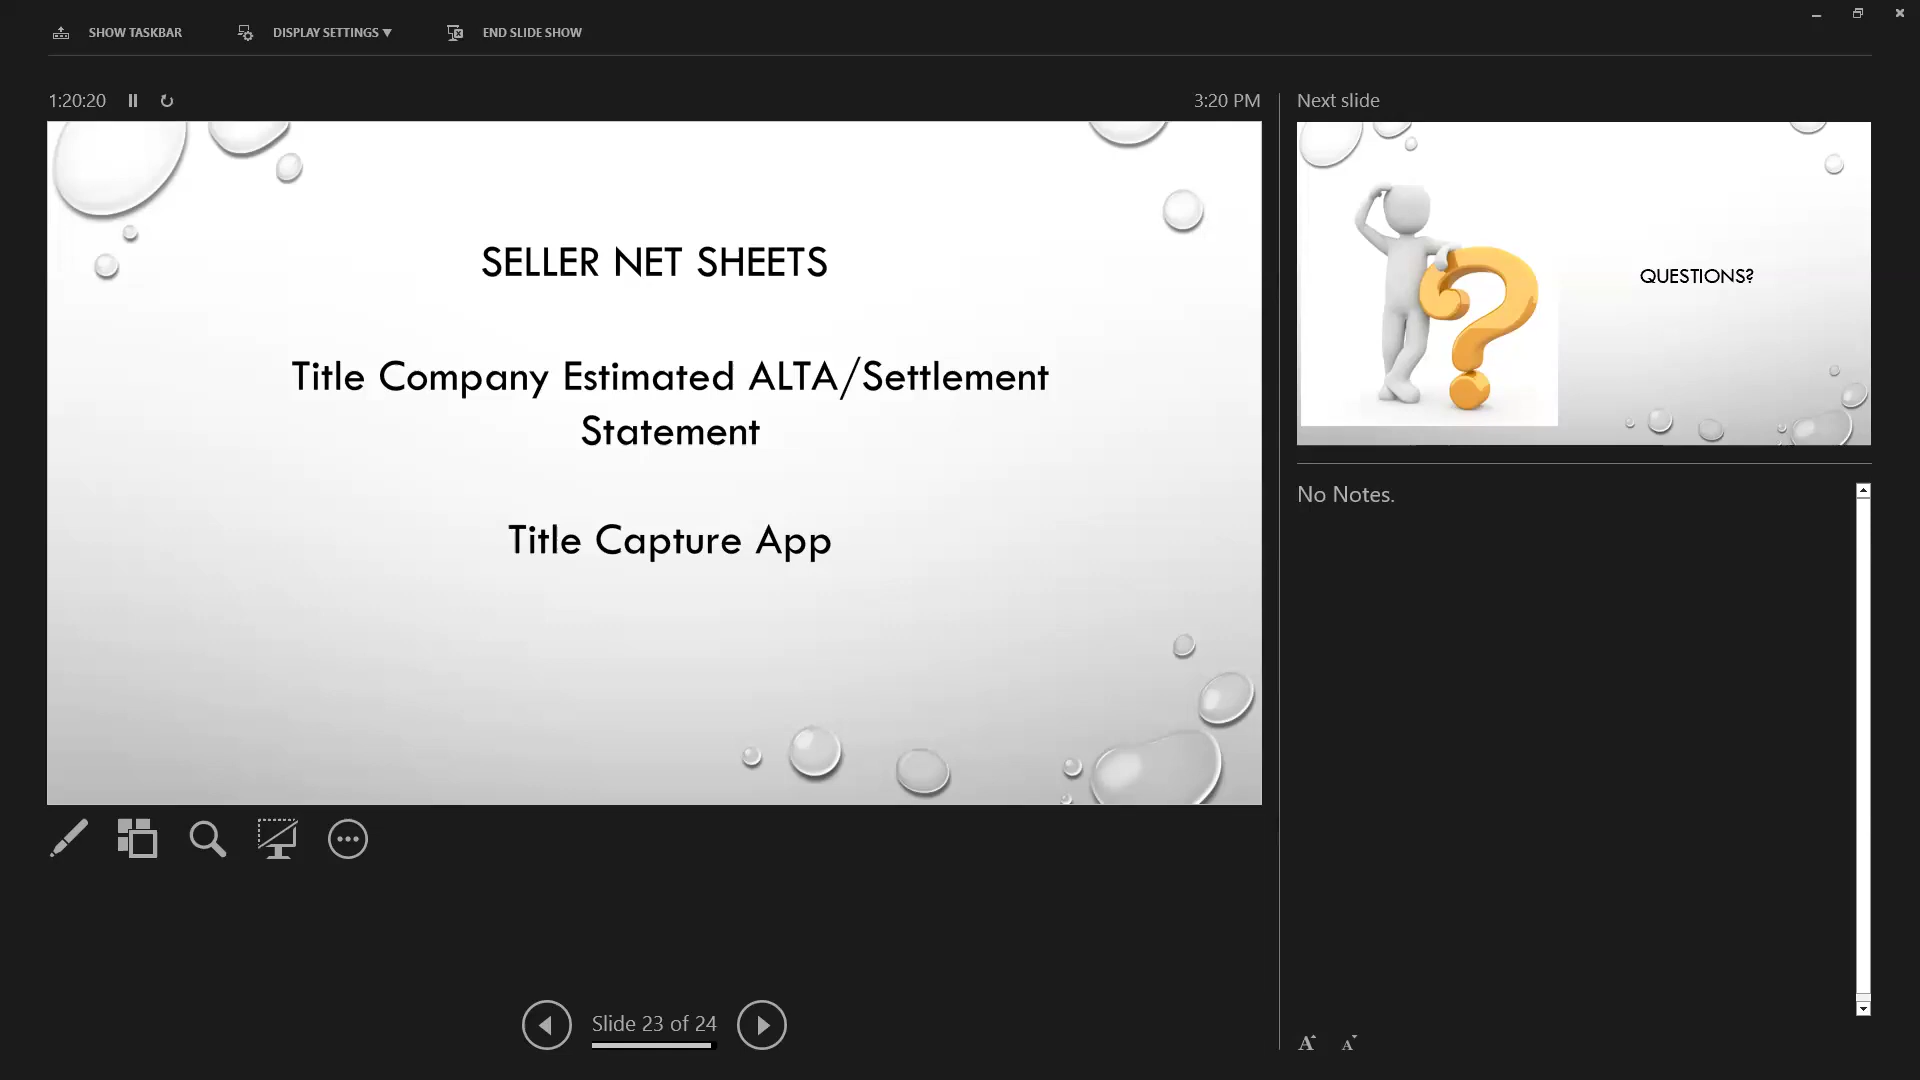 SHOW TASKBAR
DISPLAY SETTINGS ▼
END SLIDE SHOW
1:20:20
3:20 PM
SELLER NET SHEETS
Title Company Estimated ALTA/Settlement
Statement
Title Capture App
Slide 23 of 24
Next slide
QUESTIONS?
No Notes.
A
A